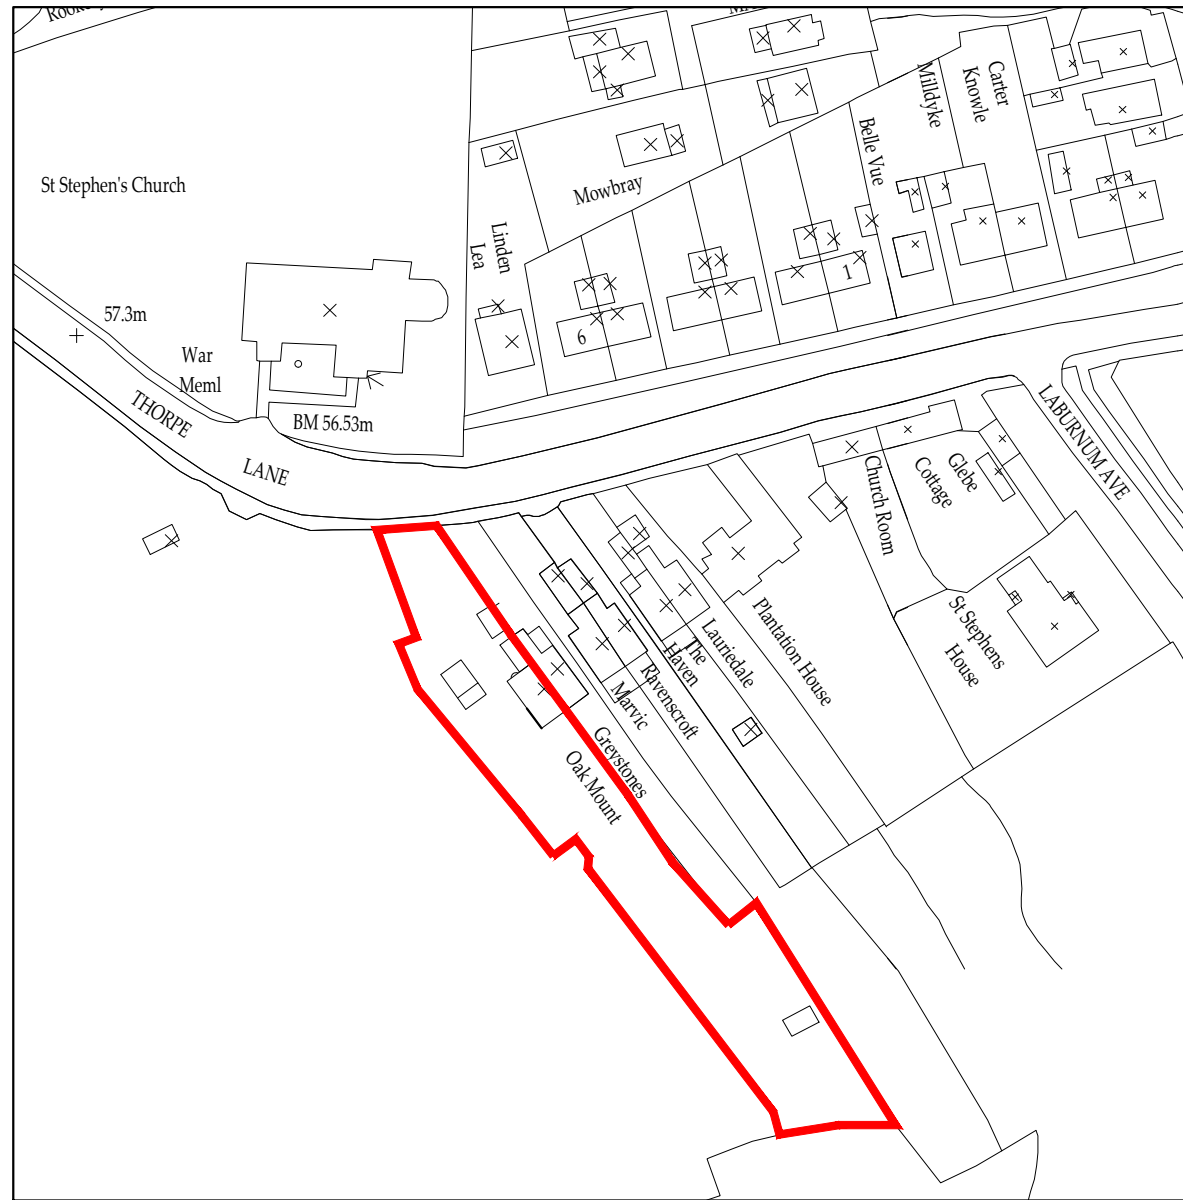 St Stephen's Church
57.3m
War
Meml
BM 56.53m
THORPE
LANE
Linden
Lea
Mowbray
6
1
Belle Vue
Milldyke
Carter
Knowle
LABURNUM AVE
Glebe
Cottage
Church Room
St Stephens
House
Plantation House
Lauriedale
The
Haven
Ravenscroft
Marvic
Greystones
Oak Mount